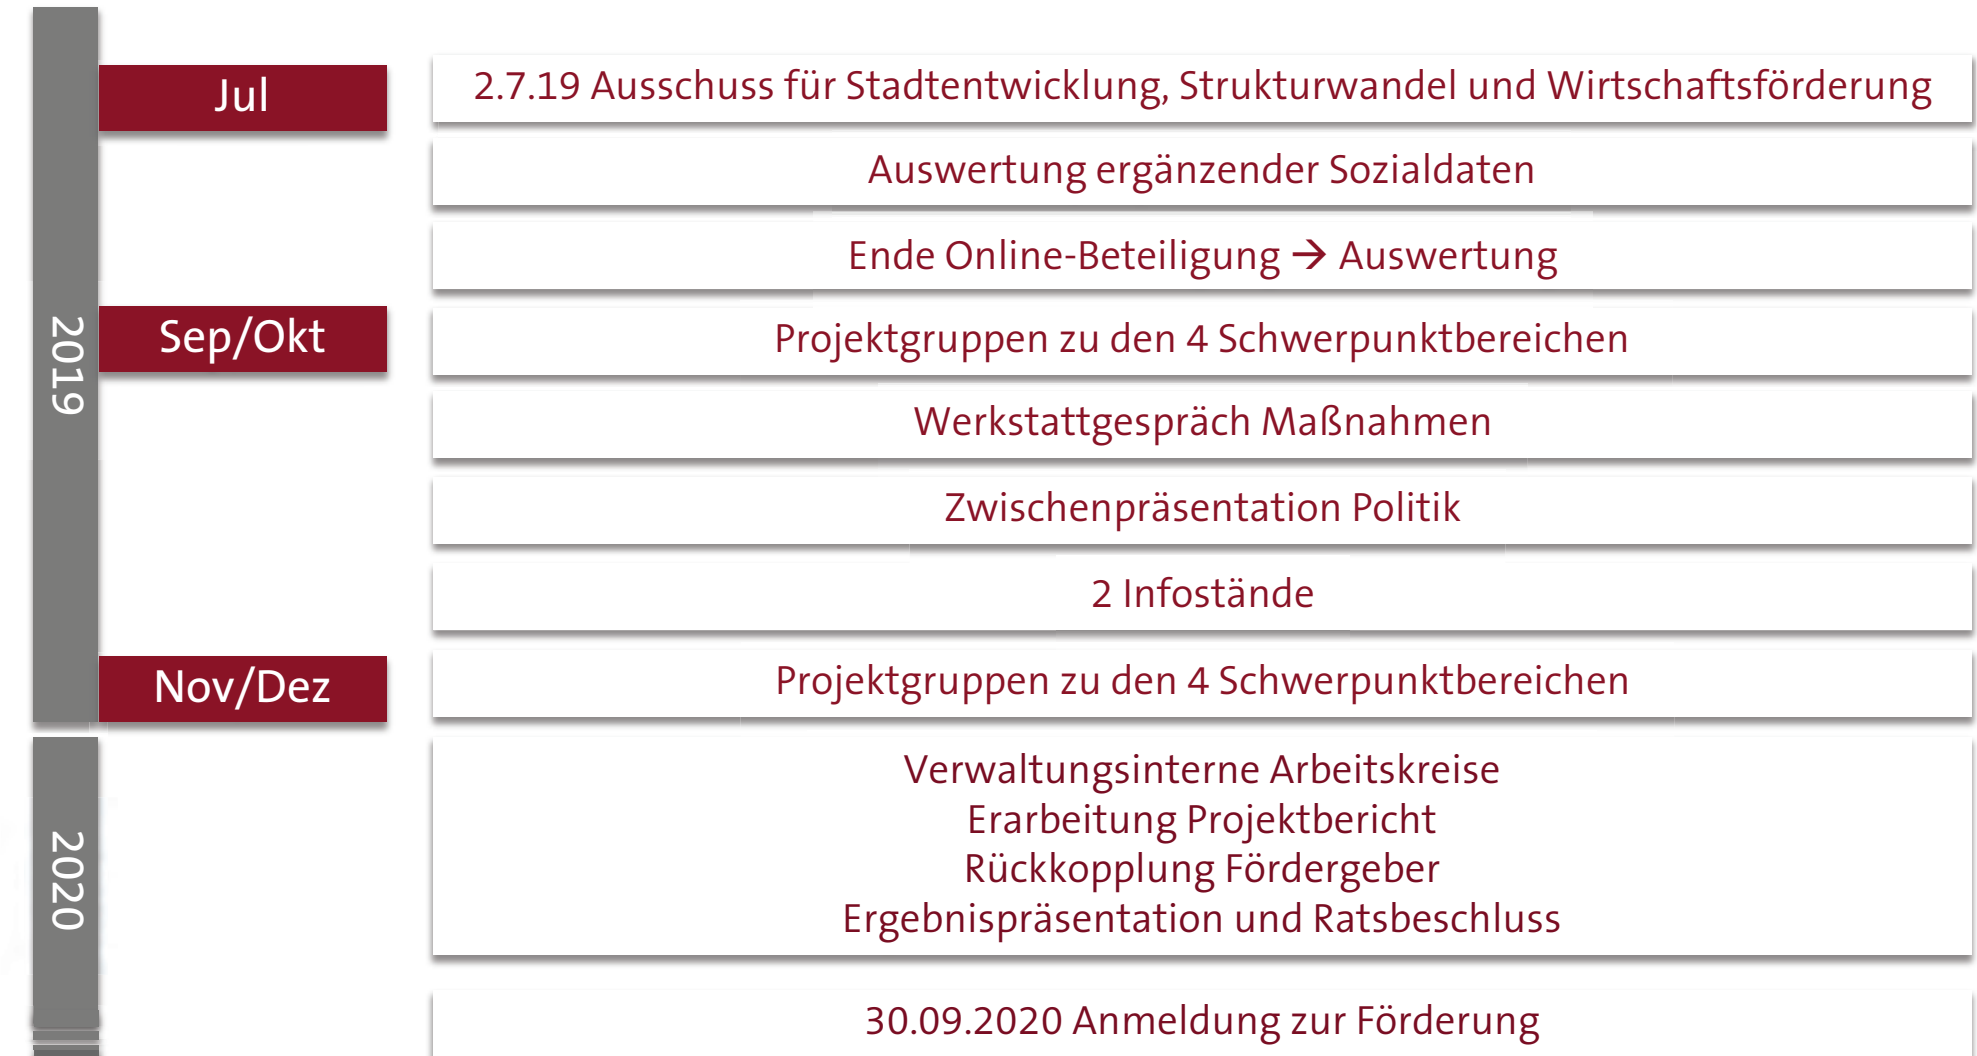 2019
Jul
2.7.19 Ausschuss für Stadtentwicklung, Strukturwandel und Wirtschaftsförderung
Auswertung ergänzender Sozialdaten
Ende Online-Beteiligung → Auswertung
Sep/Okt
Projektgruppen zu den 4 Schwerpunktbereichen
Werkstattgespräch Maßnahmen
Zwischenpräsentation Politik
2 Infostände
Nov/Dez
Projektgruppen zu den 4 Schwerpunktbereichen
2020
Verwaltungsinterne Arbeitskreise
Erarbeitung Projektbericht
Rückkopplung Fördergeber
Ergebnispräsentation und Ratsbeschluss
30.09.2020 Anmeldung zur Förderung